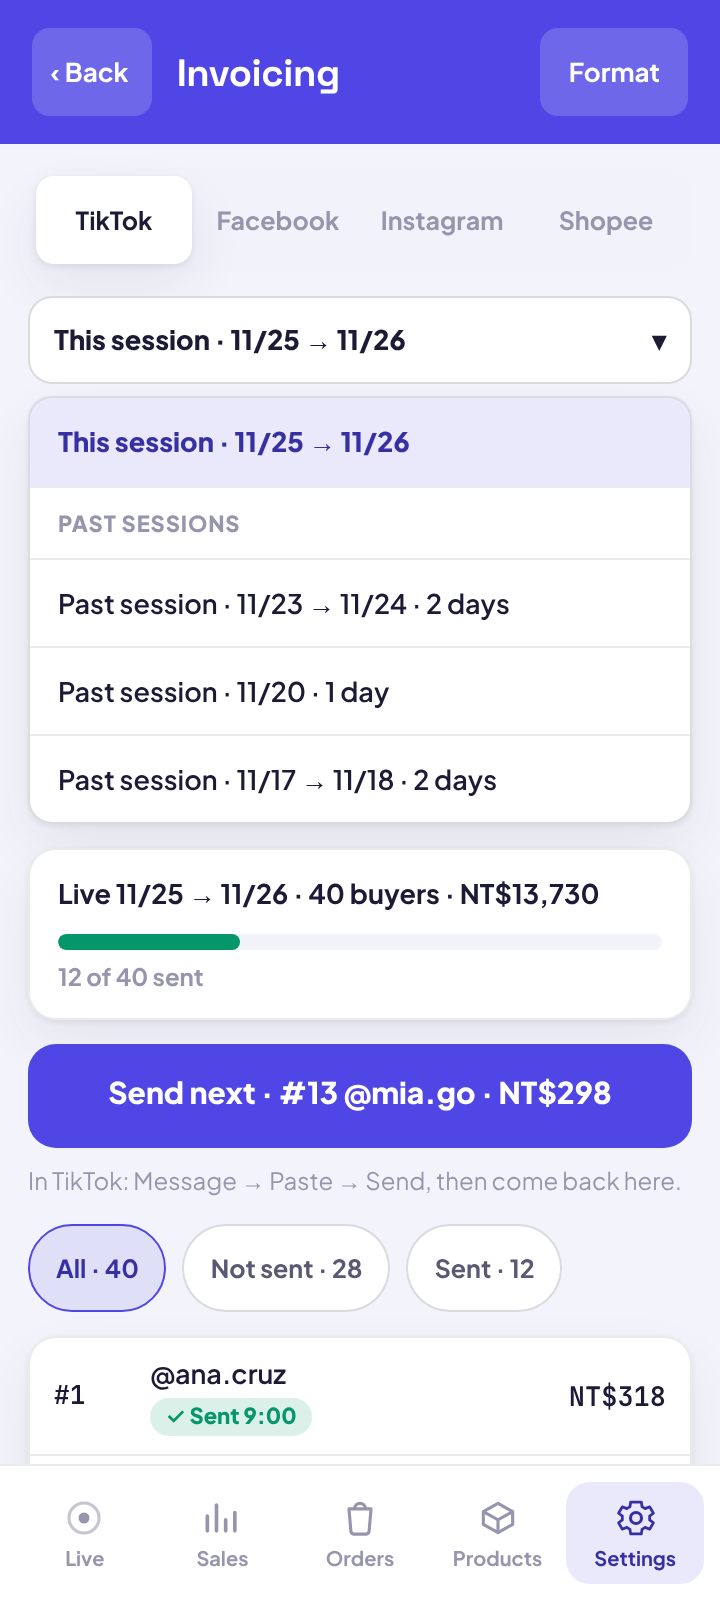 ‹ Back
Invoicing
Format
TikTok
Facebook
Instagram
Shopee
This session · 11/25 → 11/26 ▼
This session · 11/25 → 11/26
PAST SESSIONS
Past session · 11/23 → 11/24 · 2 days
Past session · 11/20 · 1 day
Past session · 11/17 → 11/18 · 2 days
Live 11/25 → 11/26 · 40 buyers · NT$13,730
12 of 40 sent
Send next · #13 @mia.go · NT$298
In TikTok: Message → Paste → Send, then come back here.
All · 40
Not sent · 28
Sent · 12
#1
@ana.cruz
✓ Sent 9:00
NT$318
Live
Sales
Orders
Products
Settings